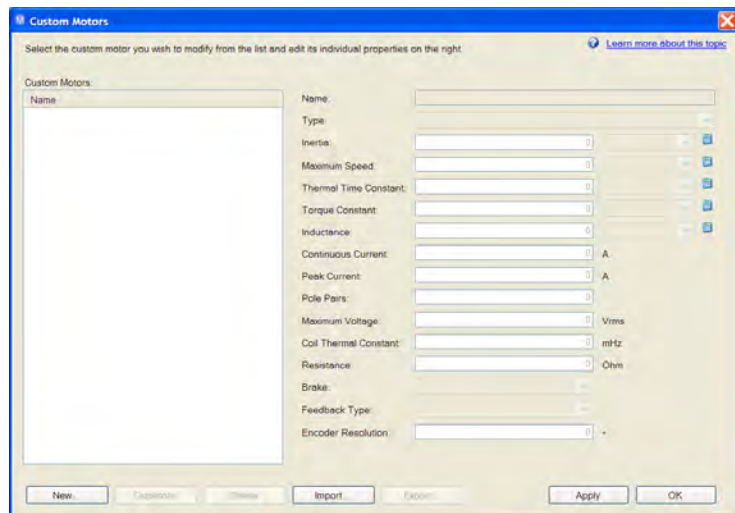 Custom Motors
Select the custom motor you wish to modify from the list and edit its individual properties on the right.
Learn more about this topic
Custom Motors:
Name
Name:
Type
Inertia: 0
Maximum Speed: 0
Thermal Time Constant: 0
Torque Constant: 0
Inductance: 0
Continuous Current: 0 A
Peak Current: 0 A
Pole Pairs: 0
Maximum Voltage: 0 Vrms
Coil Thermal Constant: 0 mHz
Resistance: 0 Ohm
Brake:
Feedback Type:
Encoder Resolution: 0 -
New... Duplicate Delete Import... Export... Apply OK